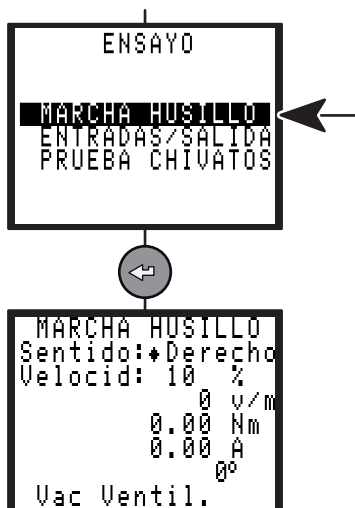 ENSAYO
MARCHA HUSILLO
ENTRADAS/SALIDA
PRUEBA CHIVATOS
MARCHA HUSILLO
Sentido:♦Derecho
Velocid: 10 %
0 v/m
0.00 Nm
0.00 A
0º
Vac Ventil.